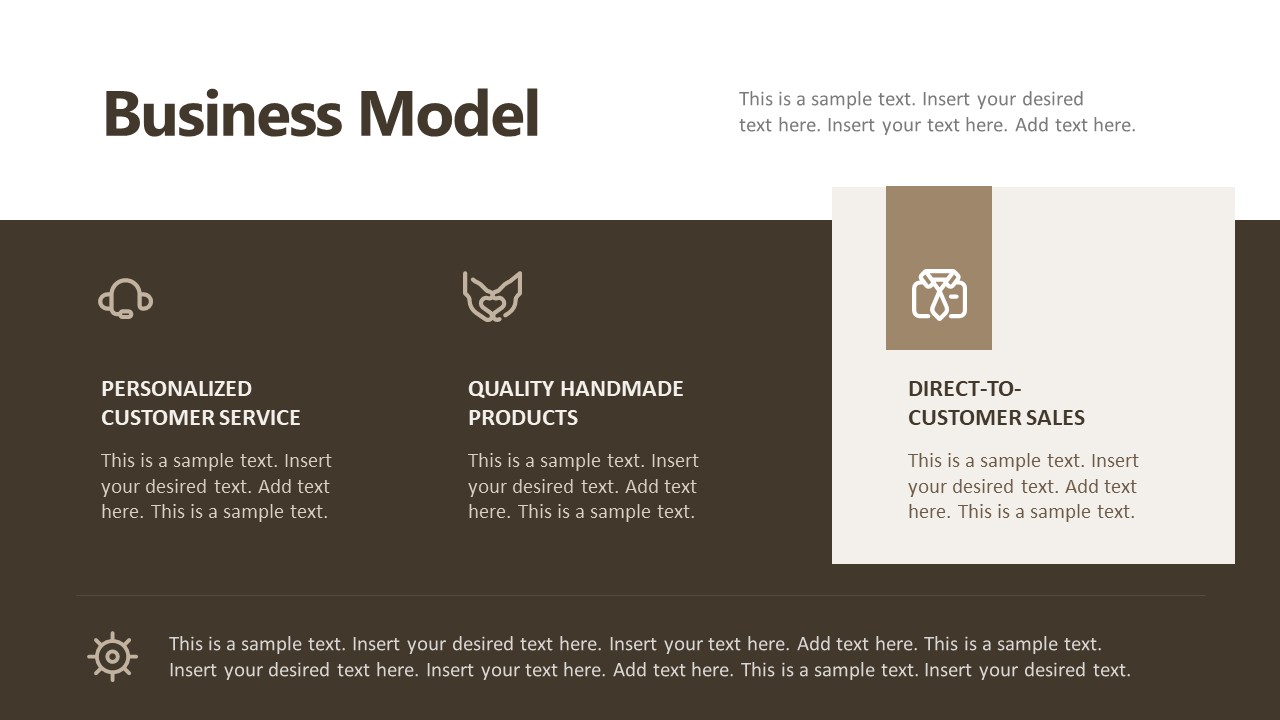 Business Model
This is a sample text. Insert your desired
text here. Insert your text here. Add text here.
PERSONALIZED
CUSTOMER SERVICE
This is a sample text. Insert
your desired text. Add text
here. This is a sample text.
QUALITY HANDMADE
PRODUCTS
This is a sample text. Insert
your desired text. Add text
here. This is a sample text.
DIRECT-TO-
CUSTOMER SALES
This is a sample text. Insert
your desired text. Add text
here. This is a sample text.
This is a sample text. Insert your desired text here. Insert your text here. Add text here. This is a sample text.
Insert your desired text here. Insert your text here. Add text here. This is a sample text. Insert your desired text.